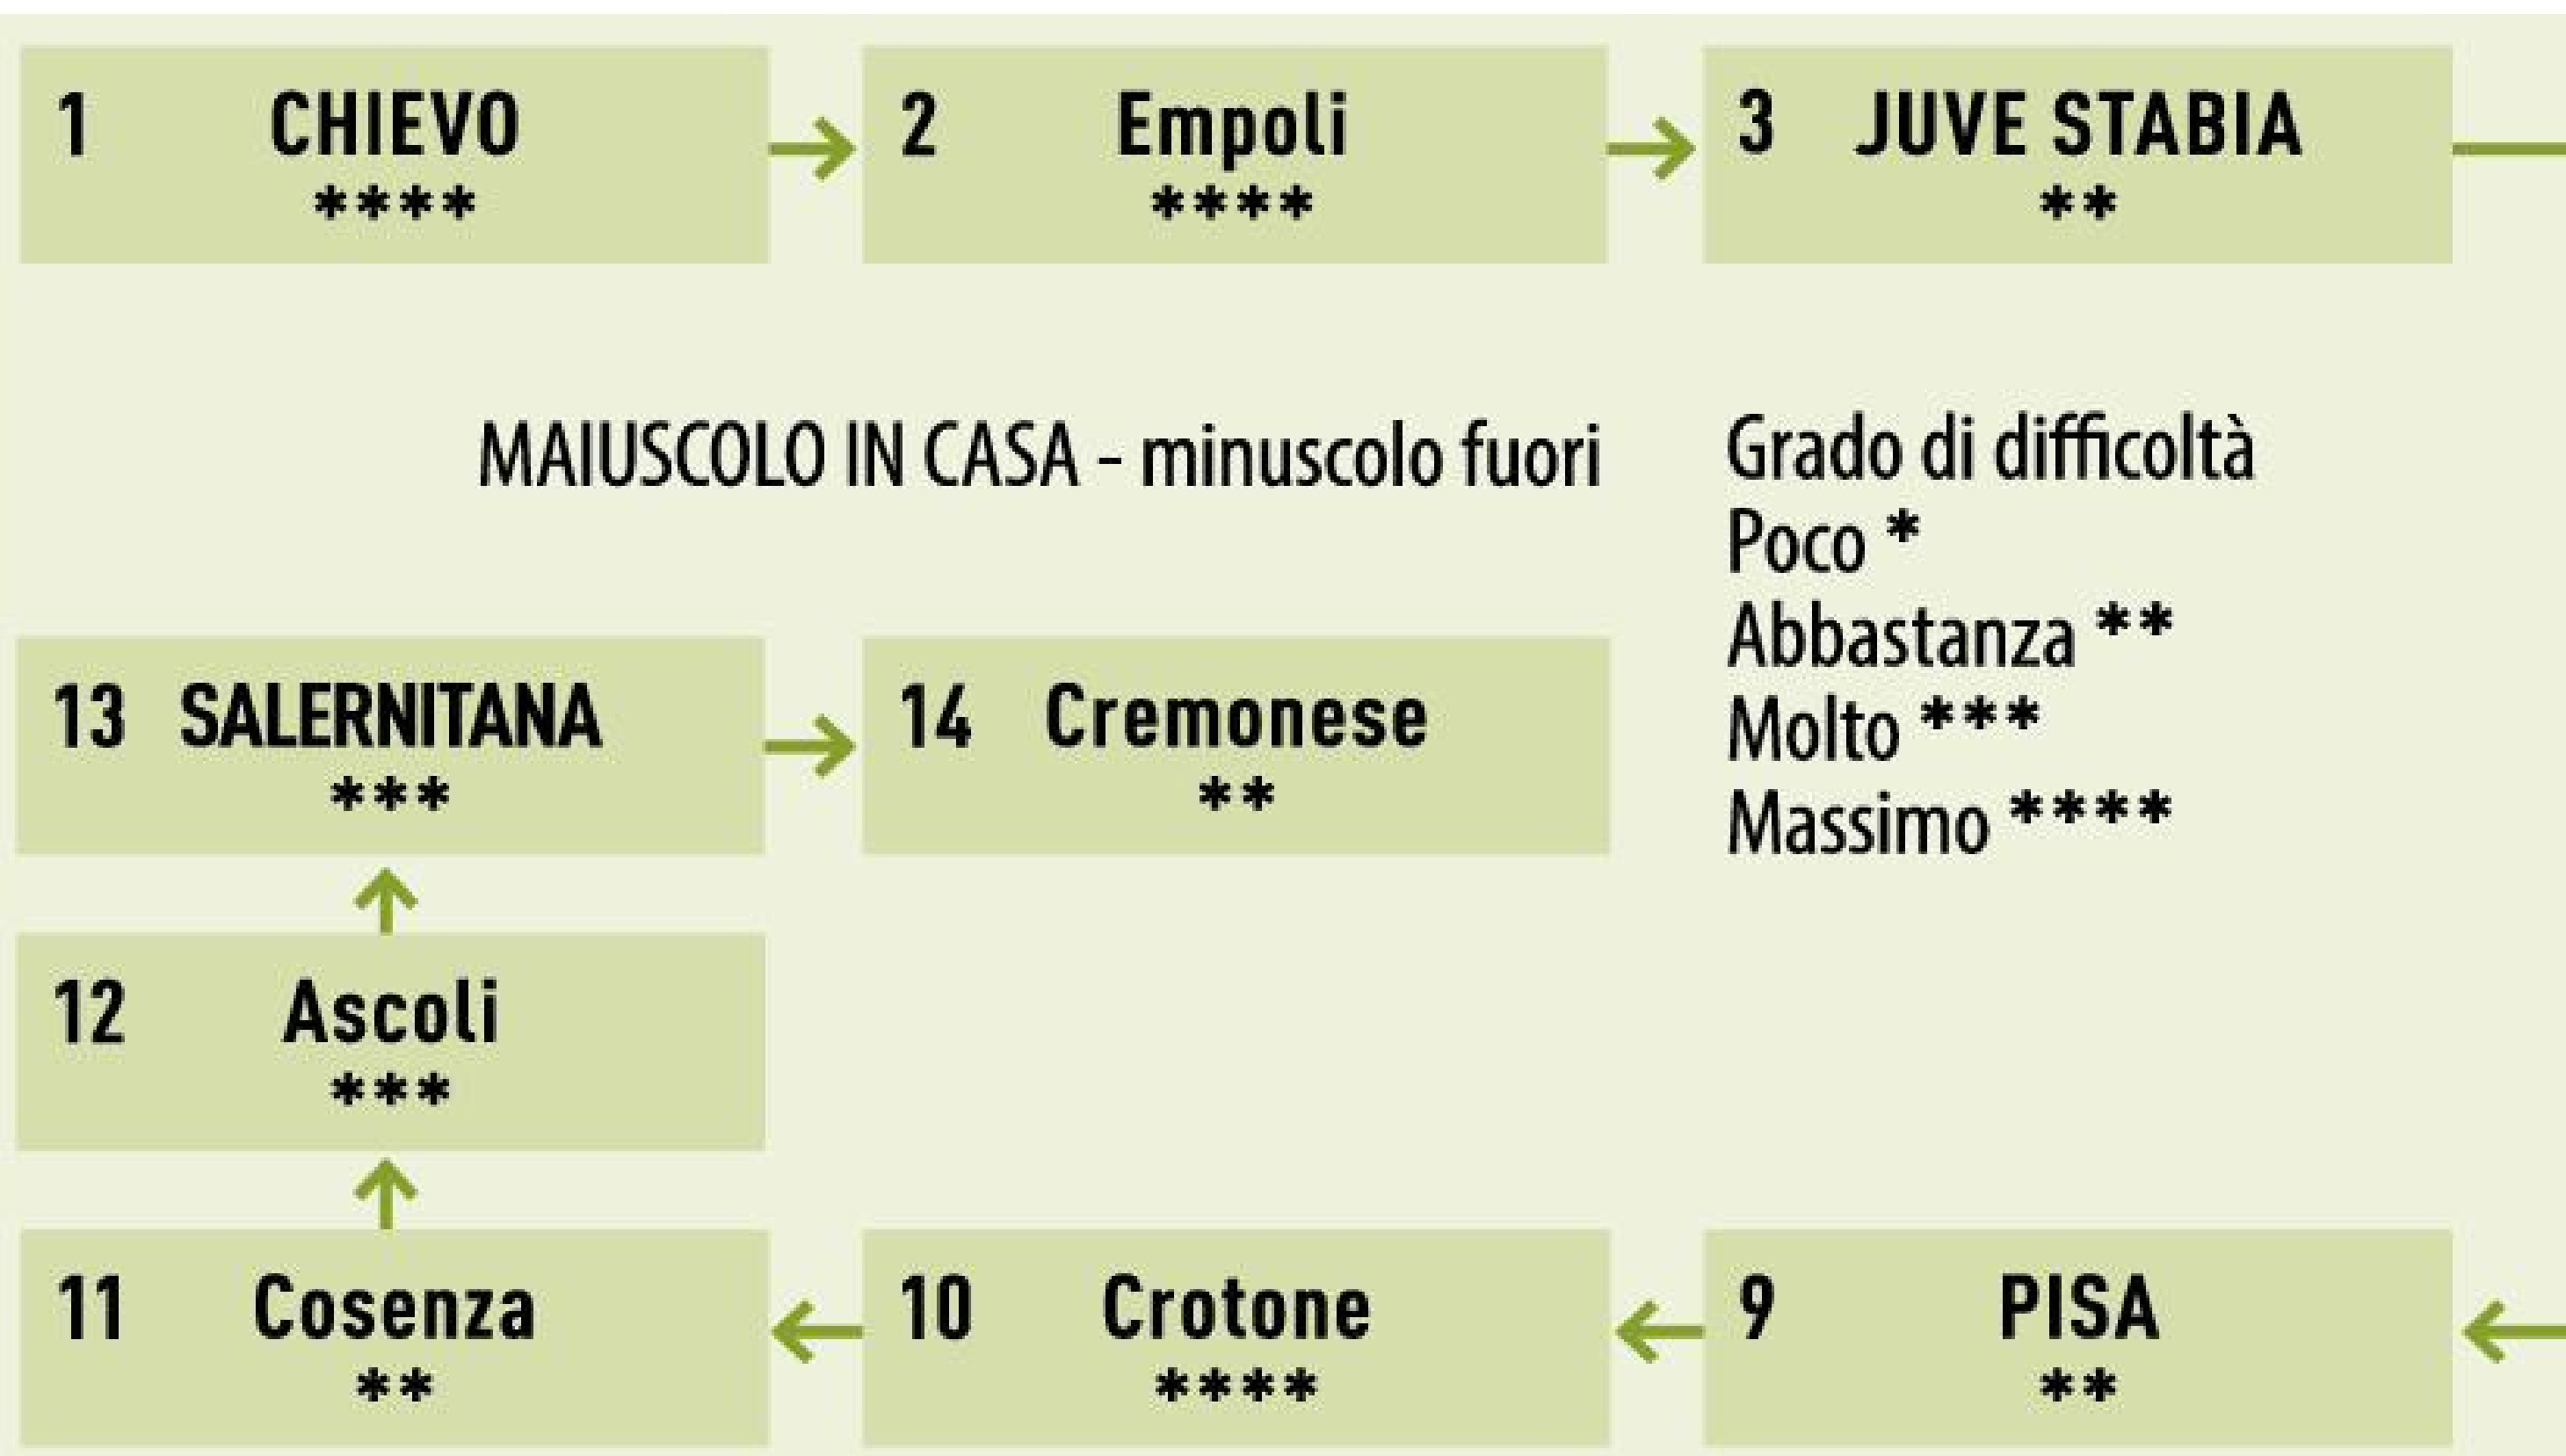 1 CHIEVO
****
2 Empoli
****
3 JUVE STABIA
**
MAIUSCOLO IN CASA - minuscolo fuori
Grado di difficoltà
Poco *
Abbastanza **
Molto ***
Massimo ****
13 SALERNITANA
***
14 Cremonese
**
12 Ascoli
***
11 Cosenza
**
10 Crotone
****
9 PISA
**